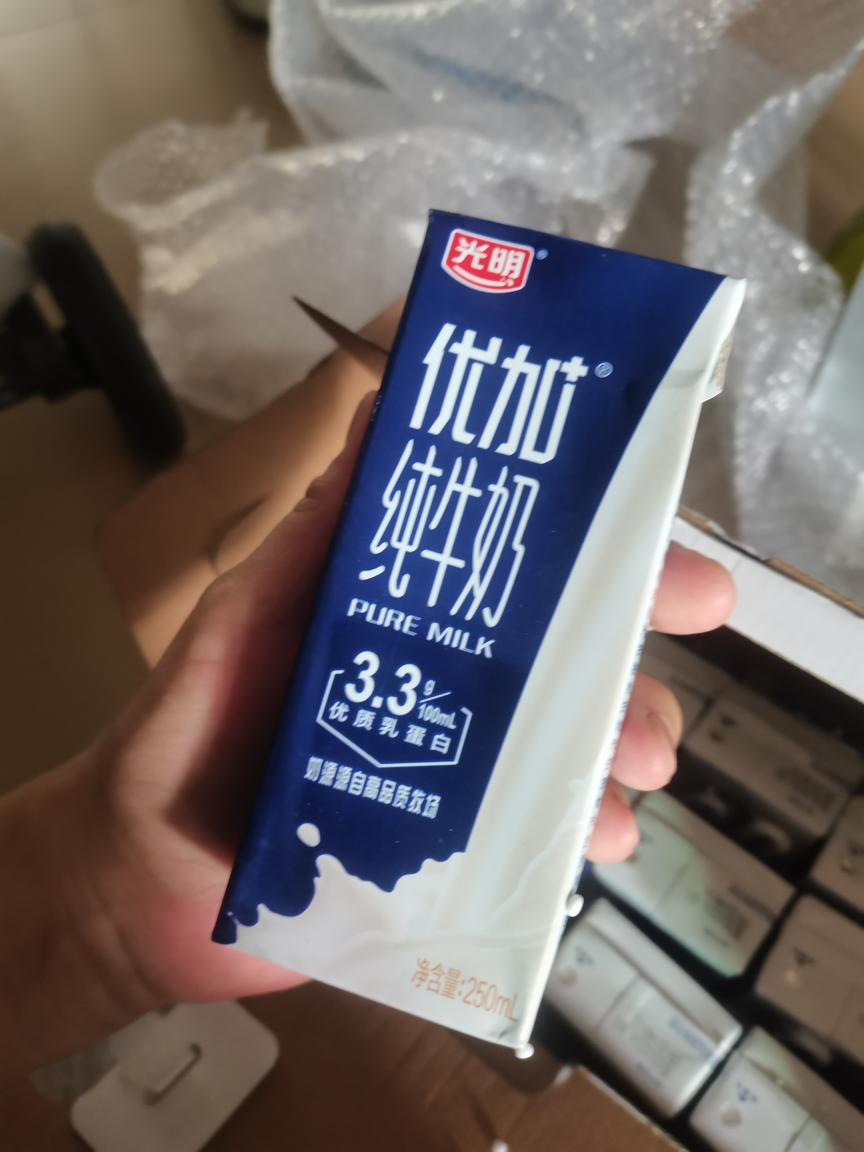 光明
优加
纯牛奶
PURE MILK
3.3g/100mL
优质乳蛋白
奶源源自高品质牧场
净含量:250mL